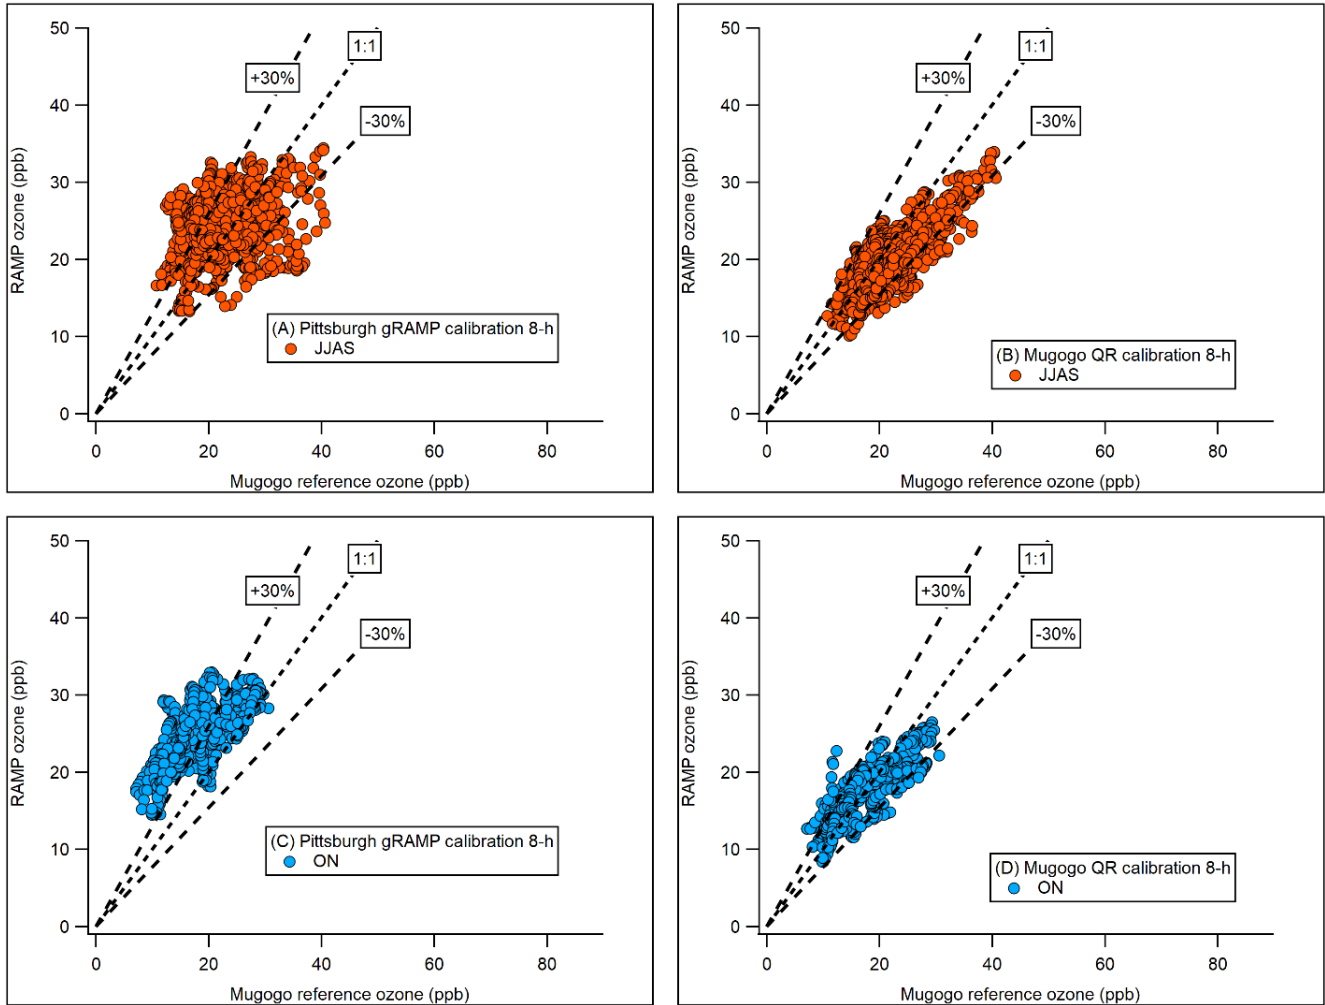 50
40
30
20
10
0
RAMP ozone (ppb)
+30%
1:1
-30%
(A) Pittsburgh gRAMP calibration 8-h
JJAS
0 20 40 60 80
Mugogo reference ozone (ppb)
50
40
30
20
10
0
RAMP ozone (ppb)
+30%
1:1
-30%
(B) Mugogo QR calibration 8-h
JJAS
0 20 40 60 80
Mugogo reference ozone (ppb)
50
40
30
20
10
0
RAMP ozone (ppb)
+30%
1:1
-30%
(C) Pittsburgh gRAMP calibration 8-h
ON
0 20 40 60 80
Mugogo reference ozone (ppb)
50
40
30
20
10
0
RAMP ozone (ppb)
+30%
1:1
-30%
(D) Mugogo QR calibration 8-h
ON
0 20 40 60 80
Mugogo reference ozone (ppb)